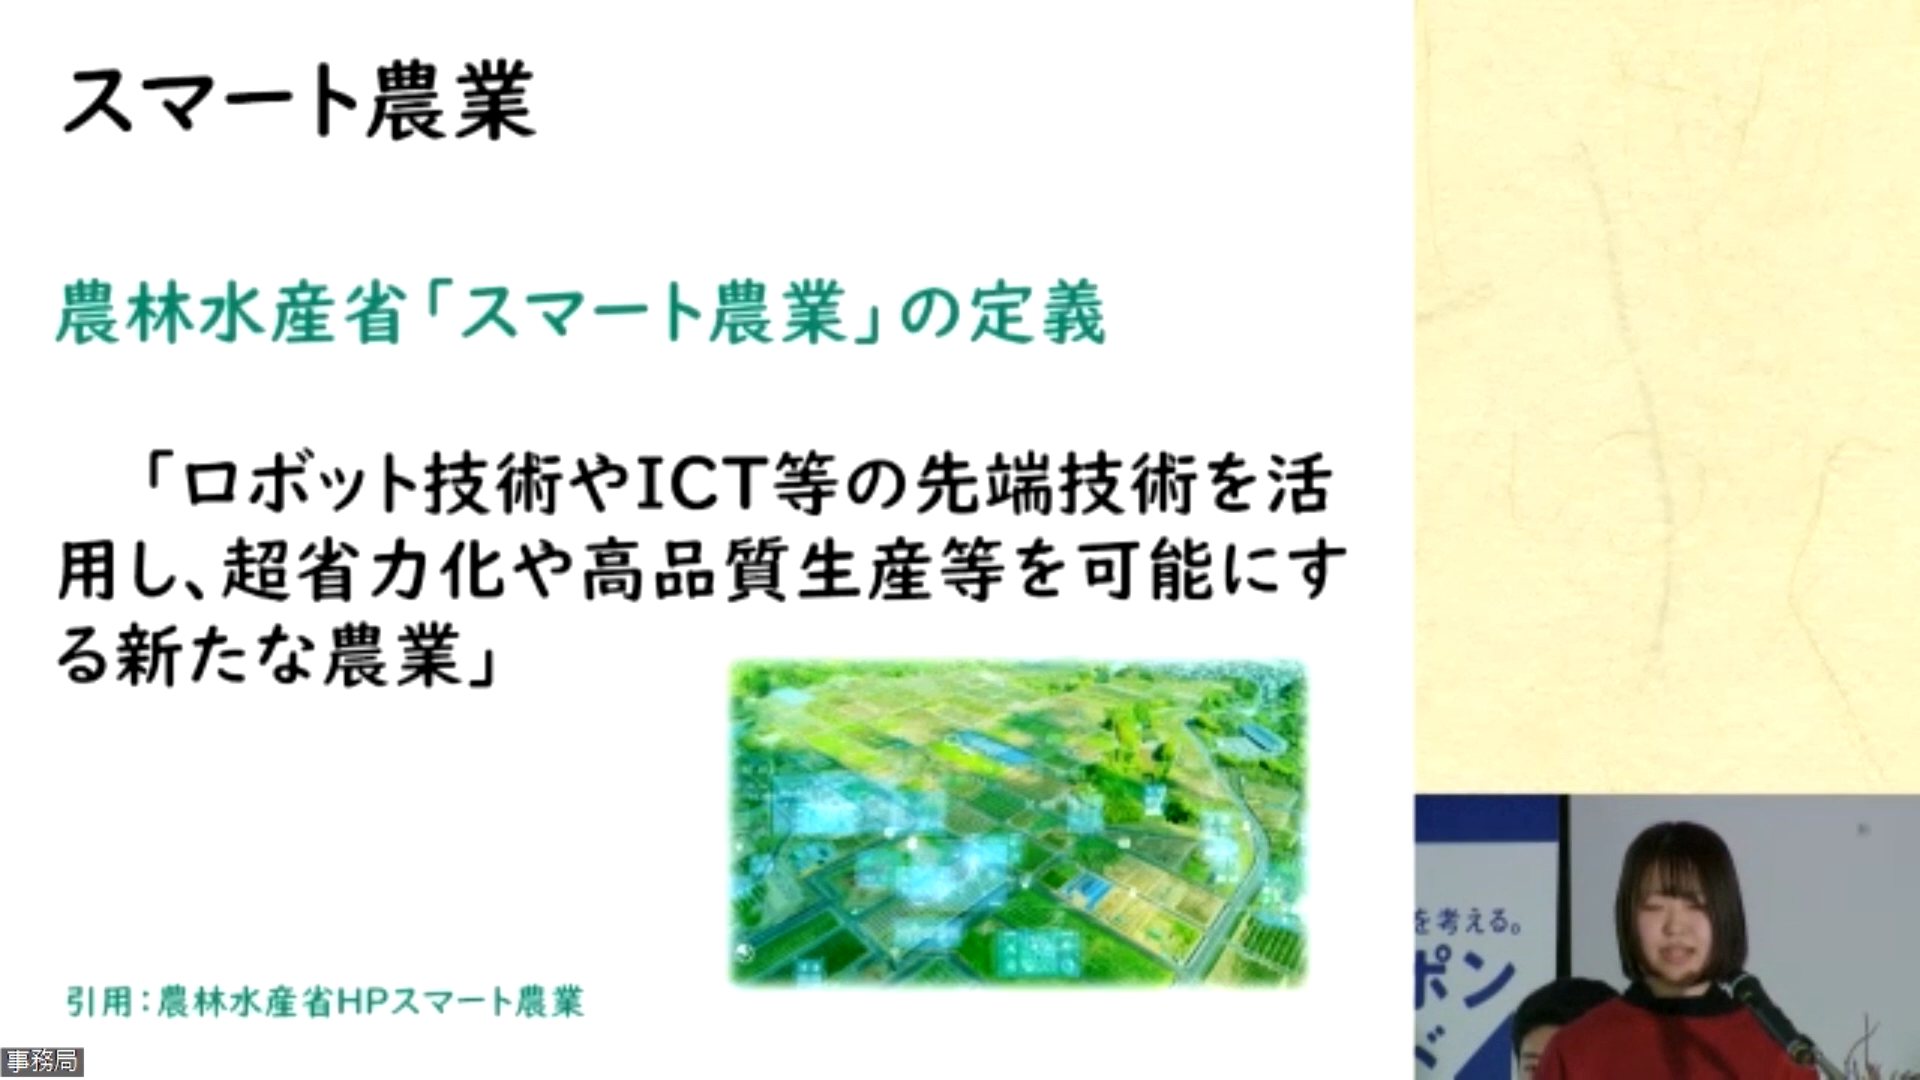 スマート農業
農林水産省「スマート農業」の定義
「ロボット技術やICT等の先端技術を活
用し、超省力化や高品質生産等を可能にす
る新たな農業」
引用:農林水産省HPスマート農業
事務局
を考える。
ポン